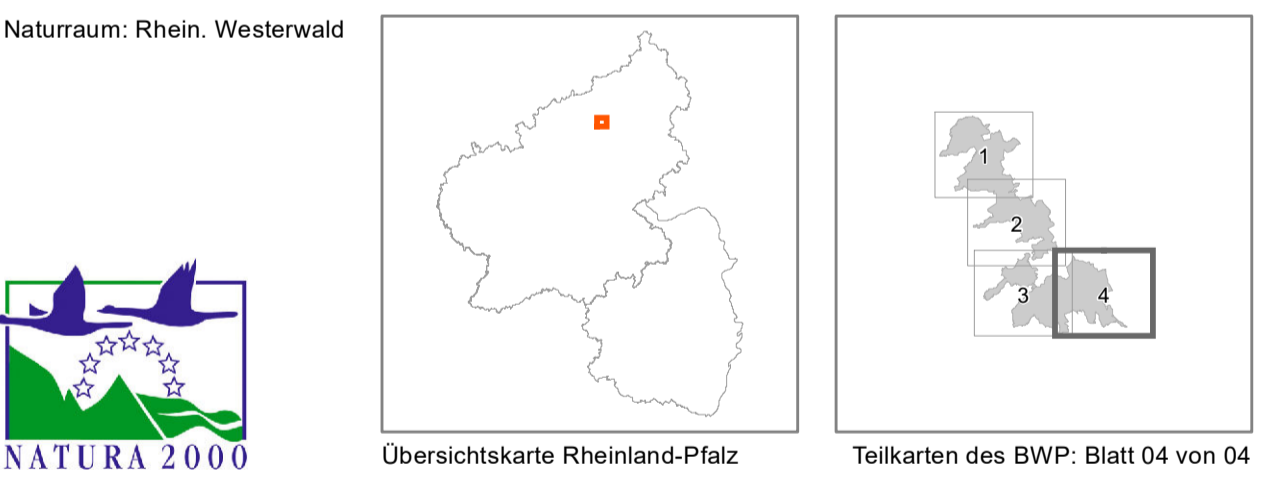 Naturraum: Rhein. Westerwald
1
2
3
4
NATURA 2000
Übersichtskarte Rheinland-Pfalz
Teilkarten des BWP: Blatt 04 von 04